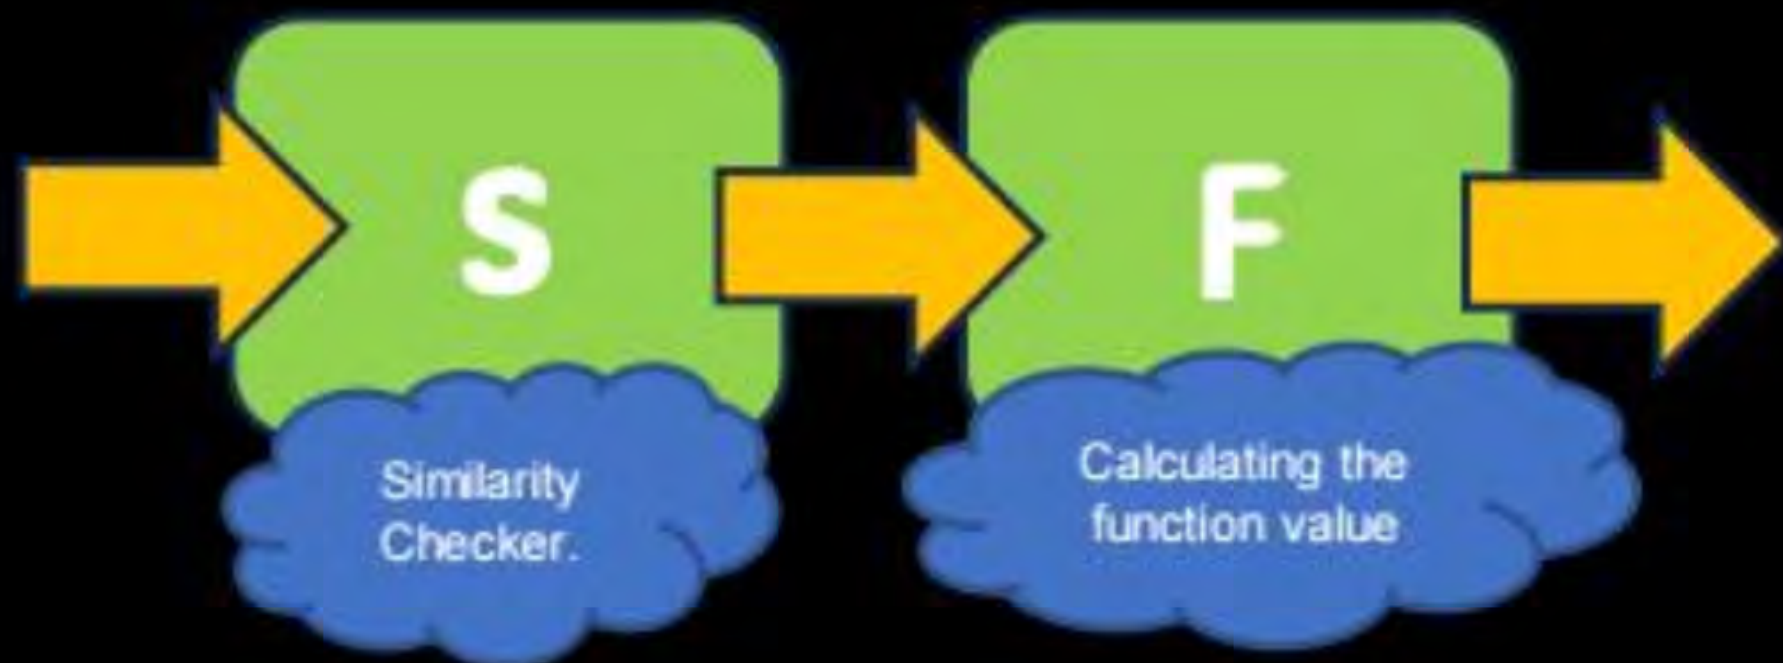 S
F
Similarity
Checker.
Calculating the
function value